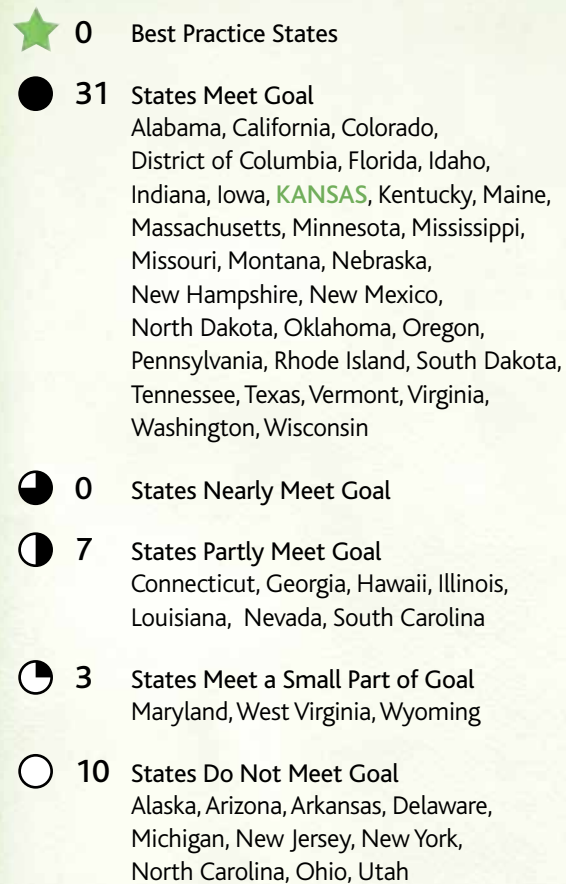 0 Best Practice States
31 States Meet Goal
Alabama, California, Colorado,
District of Columbia, Florida, Idaho,
Indiana, Iowa, KANSAS, Kentucky, Maine,
Massachusetts, Minnesota, Mississippi,
Missouri, Montana, Nebraska,
New Hampshire, New Mexico,
North Dakota, Oklahoma, Oregon,
Pennsylvania, Rhode Island, South Dakota,
Tennessee, Texas, Vermont, Virginia,
Washington, Wisconsin
0 States Nearly Meet Goal
7 States Partly Meet Goal
Connecticut, Georgia, Hawaii, Illinois,
Louisiana, Nevada, South Carolina
3 States Meet a Small Part of Goal
Maryland, West Virginia, Wyoming
10 States Do Not Meet Goal
Alaska, Arizona, Arkansas, Delaware,
Michigan, New Jersey, New York,
North Carolina, Ohio, Utah